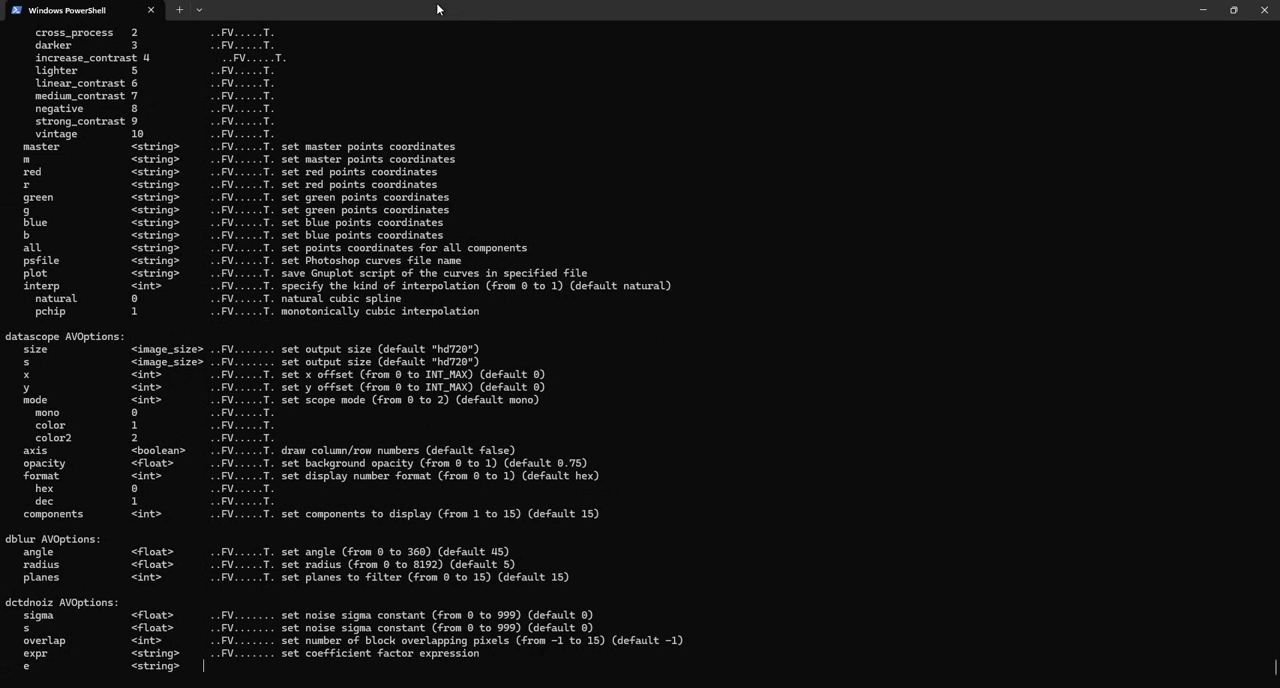 Windows PowerShell
cross_process 2 ..FV.....T.
darker 3 ..FV.....T.
increase_contrast 4 ..FV.....T.
lighter 5 ..FV.....T.
linear_contrast 6 ..FV.....T.
medium_contrast 7 ..FV.....T.
negative 8 ..FV.....T.
strong_contrast 9 ..FV.....T.
vintage 10 ..FV.....T.
master <string> ..FV.....T. set master points coordinates
m <string> ..FV.....T. set master points coordinates
red <string> ..FV.....T. set red points coordinates
r <string> ..FV.....T. set red points coordinates
green <string> ..FV.....T. set green points coordinates
g <string> ..FV.....T. set green points coordinates
blue <string> ..FV.....T. set blue points coordinates
b <string> ..FV.....T. set blue points coordinates
all <string> ..FV.....T. set points coordinates for all components
psfile <string> ..FV.....T. set Photoshop curves file name
plot <string> ..FV.....T. save Gnuplot script of the curves in specified file
interp <int> ..FV.....T. specify the kind of interpolation (from 0 to 1) (default natural)
natural 0 ..FV.....T. natural cubic spline
pchip 1 ..FV.....T. monotonically cubic interpolation
datascope AVOptions:
size <image_size> ..FV....... set output size (default "hd720")
s <image_size> ..FV....... set output size (default "hd720")
x <int> ..FV.....T. set x offset (from 0 to INT_MAX) (default 0)
y <int> ..FV.....T. set y offset (from 0 to INT_MAX) (default 0)
mode <int> ..FV.....T. set scope mode (from 0 to 2) (default mono)
mono 0 ..FV.....T.
color 1 ..FV.....T.
color2 2 ..FV.....T.
axis <boolean> ..FV.....T. draw column/row numbers (default false)
opacity <float> ..FV.....T. set background opacity (from 0 to 1) (default 0.75)
format <int> ..FV.....T. set display number format (from 0 to 1) (default hex)
hex 0 ..FV.....T.
dec 1 ..FV.....T.
components <int> ..FV.....T. set components to display (from 1 to 15) (default 15)
dblur AVOptions:
angle <float> ..FV.....T. set angle (from 0 to 360) (default 45)
radius <float> ..FV.....T. set radius (from 0 to 8192) (default 5)
planes <int> ..FV.....T. set planes to filter (from 0 to 15) (default 15)
dctdnoiz AVOptions:
sigma <float> ..FV....... set noise sigma constant (from 0 to 999) (default 0)
s <float> ..FV....... set noise sigma constant (from 0 to 999) (default 0)
overlap <int> ..FV....... set number of block overlapping pixels (from -1 to 15) (default -1)
expr <string> ..FV....... set coefficient factor expression
e <string>